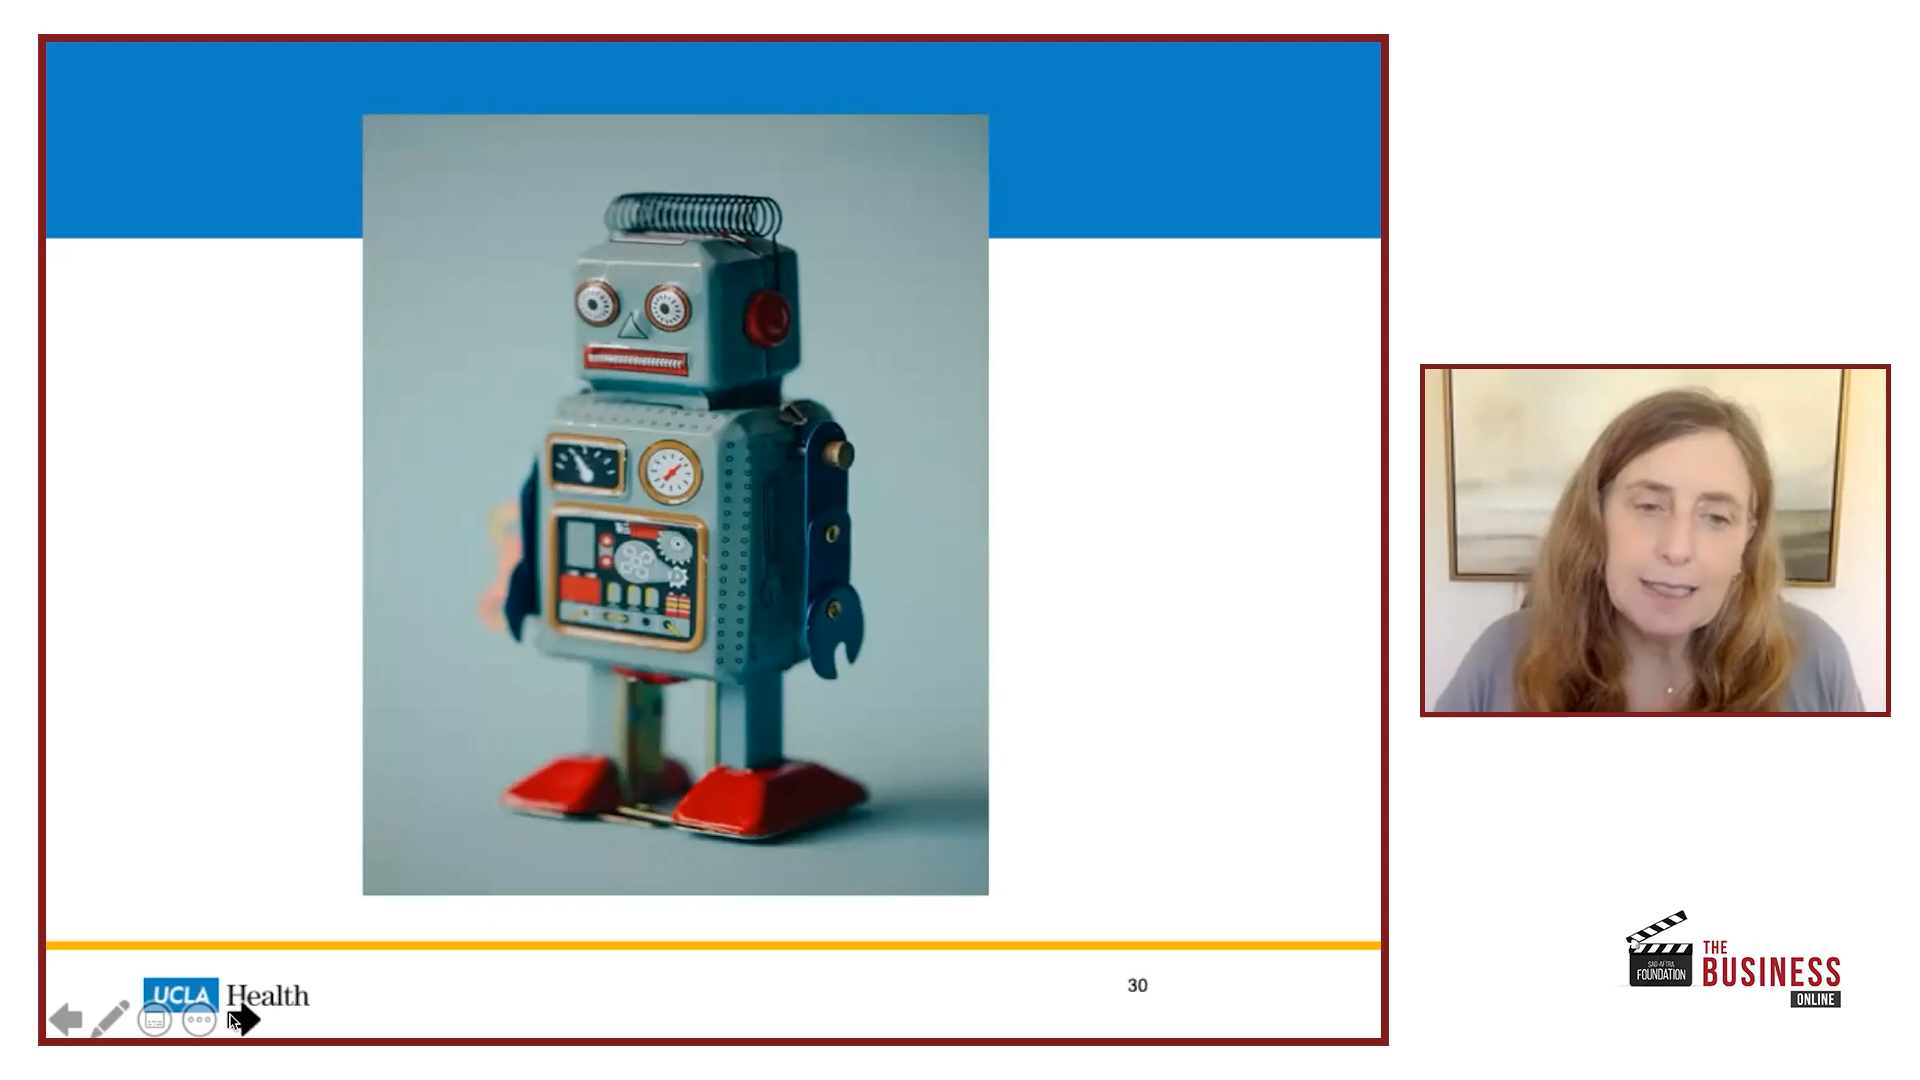 UCLA Health
30
SAG-AFTRA
FOUNDATION
THE
BUSINESS
ONLINE